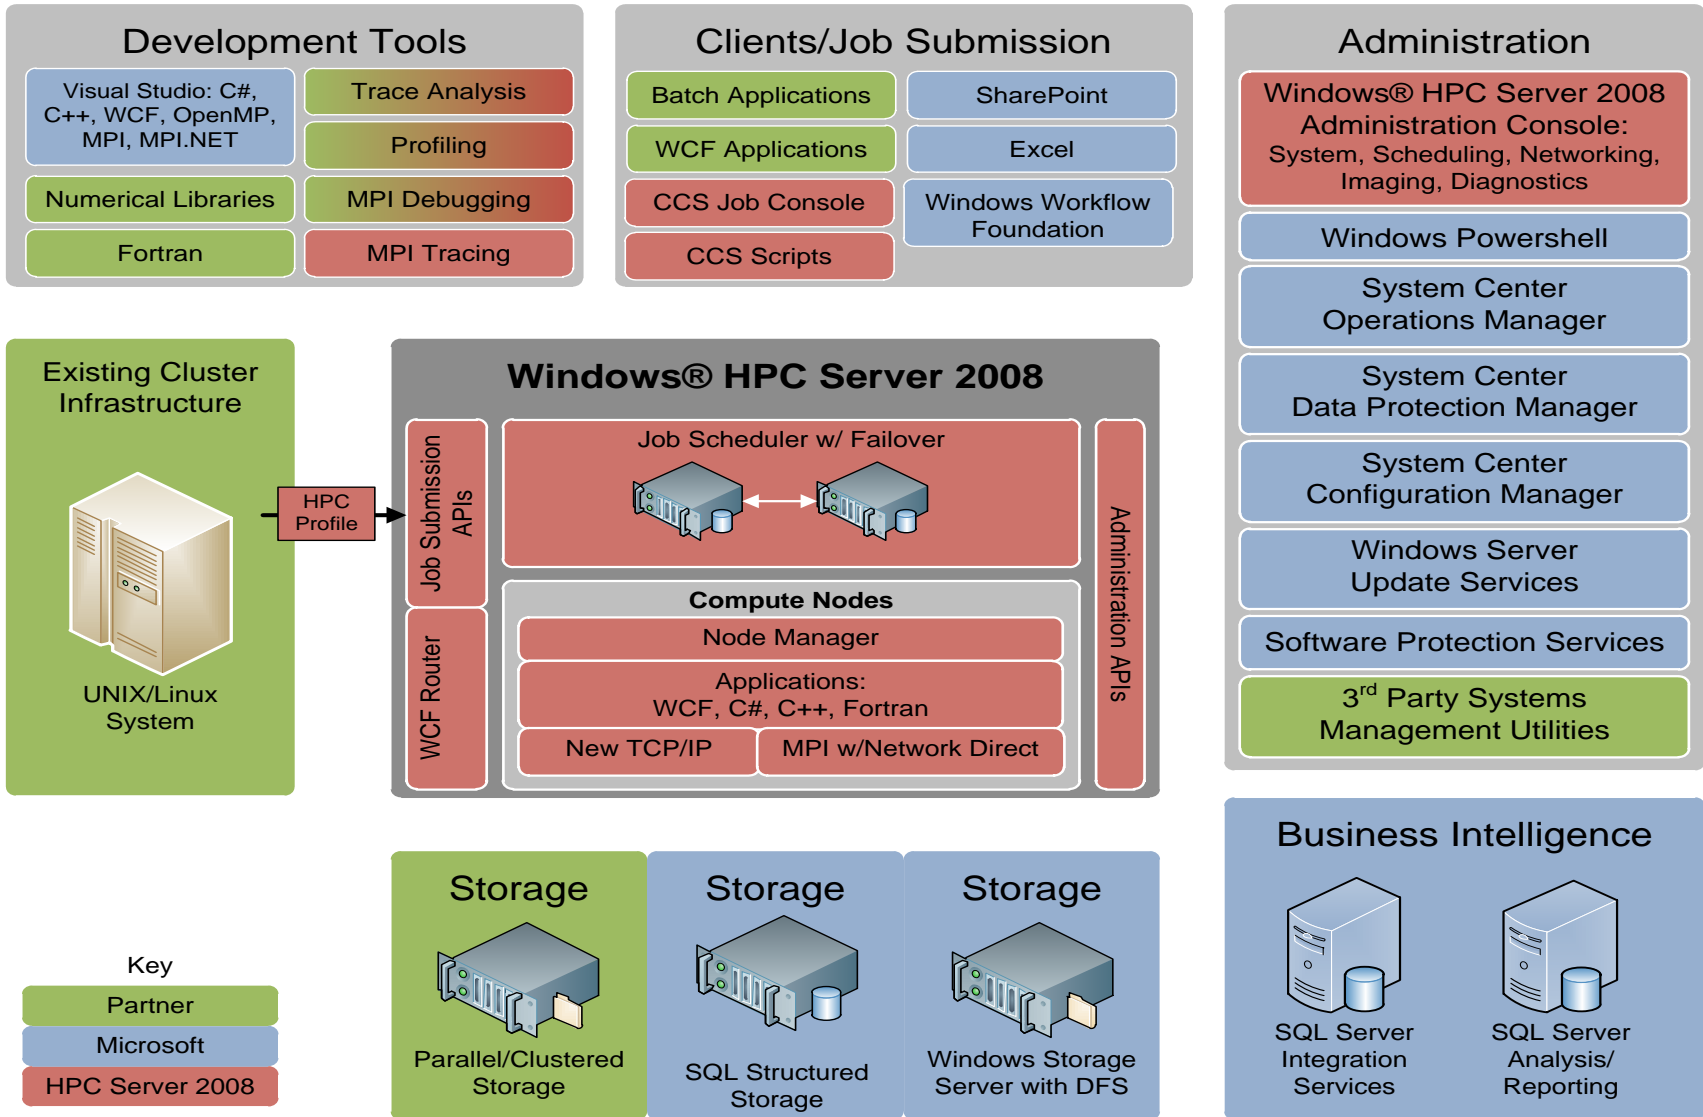 Development Tools
Visual Studio: C#,
C++, WCF, OpenMP,
MPI, MPI.NET
Numerical Libraries
Fortran
Trace Analysis
Profiling
MPI Debugging
MPI Tracing
Clients/Job Submission
Batch Applications
WCF Applications
CCS Job Console
CCS Scripts
SharePoint
Excel
Windows Workflow
Foundation
Administration
Windows® HPC Server 2008
Administration Console:
System, Scheduling, Networking,
Imaging, Diagnostics
Windows Powershell
System Center
Operations Manager
System Center
Data Protection Manager
System Center
Configuration Manager
Windows Server
Update Services
Software Protection Services
3rd Party Systems
Management Utilities
Existing Cluster
Infrastructure
UNIX/Linux
System
HPC
Profile
Windows® HPC Server 2008
Job Submission
APIs
WCF Router
Job Scheduler w/ Failover
Compute Nodes
Node Manager
Applications:
WCF, C#, C++, Fortran
New TCP/IP
MPI w/Network Direct
Administration APIs
Key
Partner
Microsoft
HPC Server 2008
Storage
Parallel/Clustered
Storage
Storage
SQL Structured
Storage
Storage
Windows Storage
Server with DFS
Business Intelligence
SQL Server
Integration
Services
SQL Server
Analysis/
Reporting